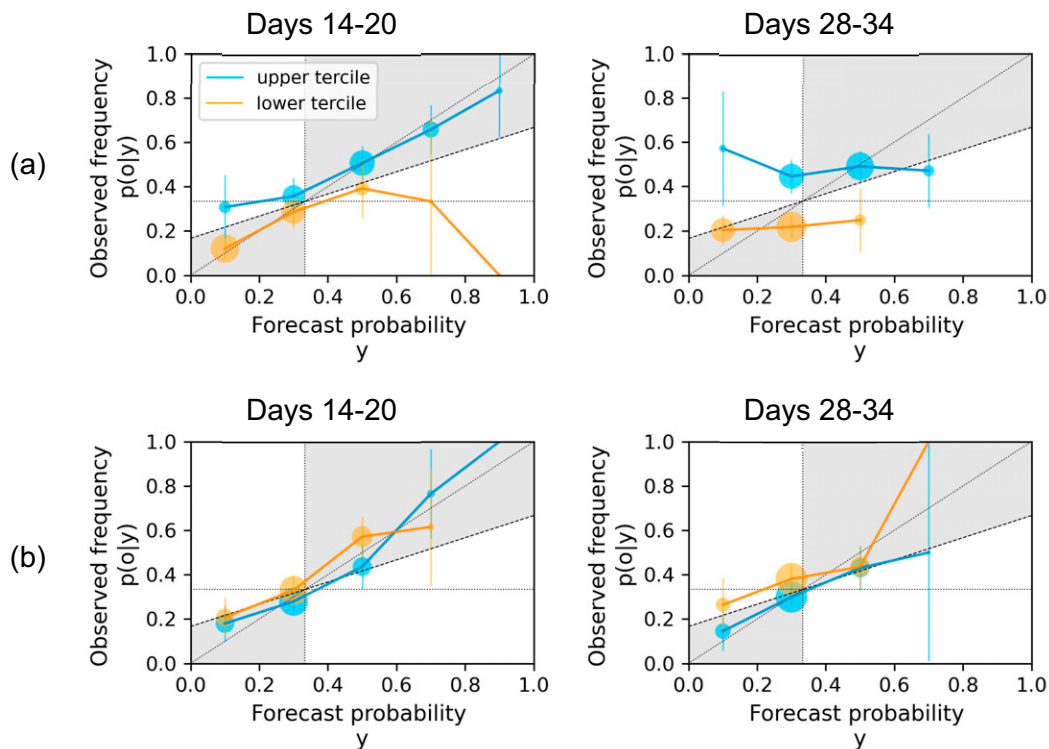 Days 14-20
Days 28-34
(a)
Observed frequency
p(o|y)
1.0
0.8
0.6
0.4
0.2
0.0
upper tercile
lower tercile
0.0 0.2 0.4 0.6 0.8 1.0
Forecast probability
y
Observed frequency
p(o|y)
1.0
0.8
0.6
0.4
0.2
0.0
0.0 0.2 0.4 0.6 0.8 1.0
Forecast probability
y
Days 14-20
Days 28-34
(b)
Observed frequency
p(o|y)
1.0
0.8
0.6
0.4
0.2
0.0
0.0 0.2 0.4 0.6 0.8 1.0
Forecast probability
y
Observed frequency
p(o|y)
1.0
0.8
0.6
0.4
0.2
0.0
0.0 0.2 0.4 0.6 0.8 1.0
Forecast probability
y